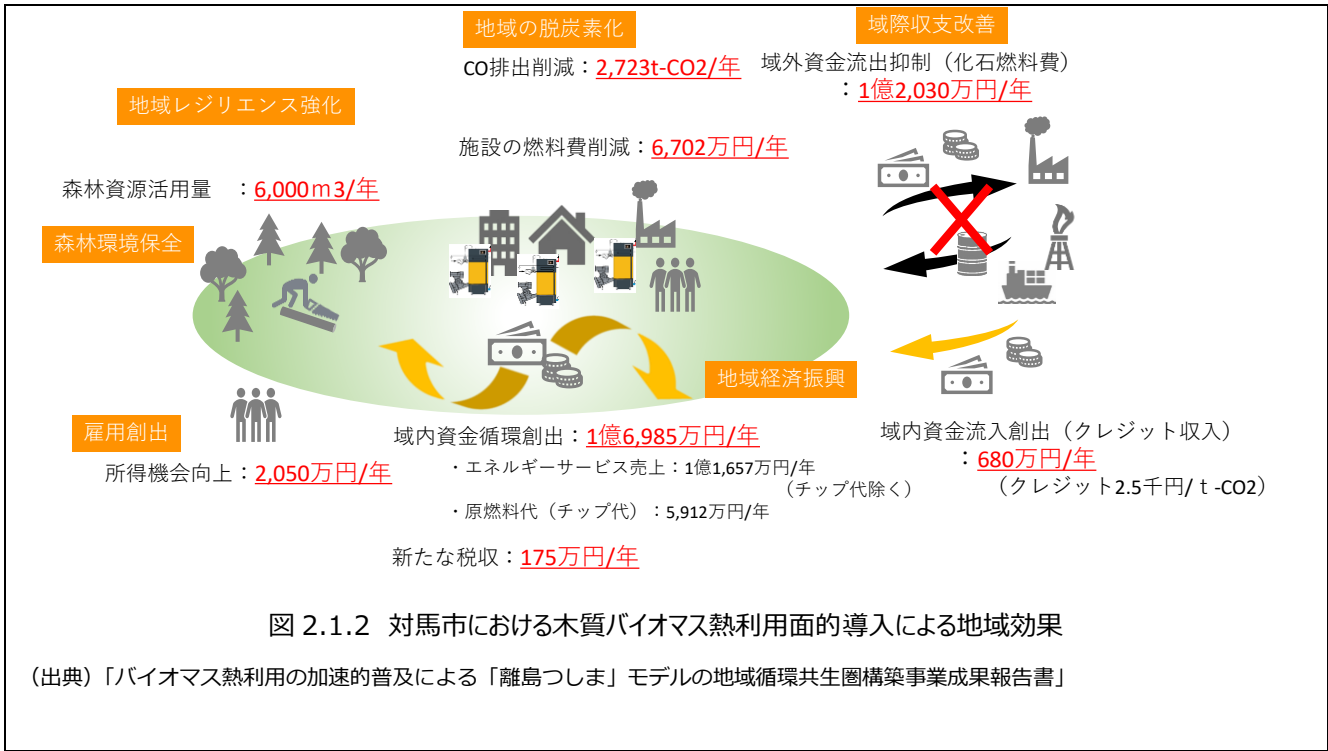 地域の脱炭素化
CO排出削減：2,723t-CO2/年
域際収支改善
域外資金流出抑制（化石燃料費）
：1億2,030万円/年
地域レジリエンス強化
施設の燃料費削減：6,702万円/年
森林資源活用量　：6,000ｍ3/年
森林環境保全
地域経済振興
雇用創出
所得機会向上：2,050万円/年
域内資金循環創出：1億6,985万円/年
・エネルギーサービス売上：1億1,657万円/年
（チップ代除く）
・原燃料代（チップ代）：5,912万円/年
新たな税収：175万円/年
域内資金流入創出（クレジット収入）
：680万円/年
（クレジット2.5千円/ｔ-CO2）
図 2.1.2 対馬市における木質バイオマス熱利用面的導入による地域効果
（出典）「バイオマス熱利用の加速的普及による「離島つしま」モデルの地域循環共生圏構築事業成果報告書」